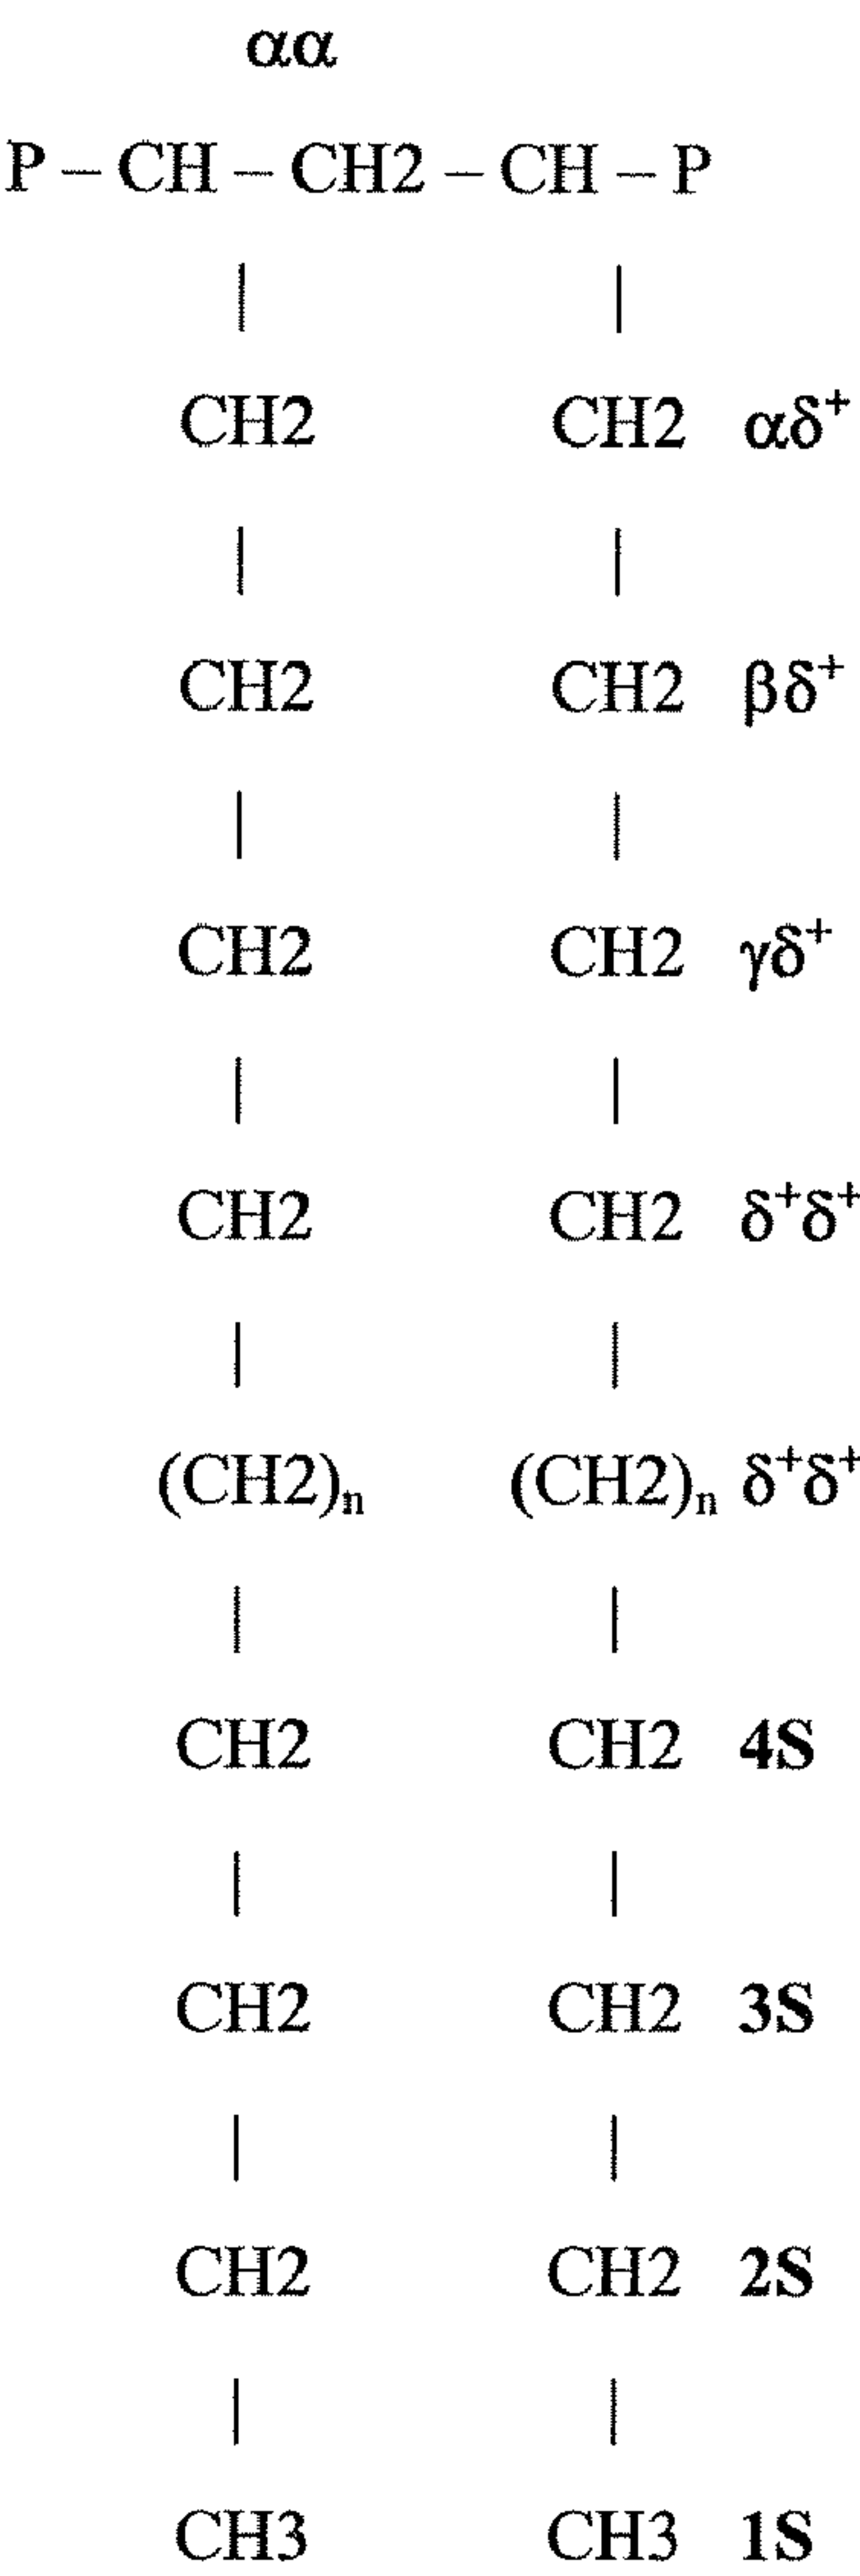 αα
P – CH – CH2 – CH – P
| |
CH2 CH2 αδ⁺
| |
CH2 CH2 βδ⁺
| |
CH2 CH2 γδ⁺
| |
CH2 CH2 δ⁺δ⁺
| |
(CH2)ₙ (CH2)ₙ δ⁺δ⁺
| |
CH2 CH2 4S
| |
CH2 CH2 3S
| |
CH2 CH2 2S
| |
CH3 CH3 1S